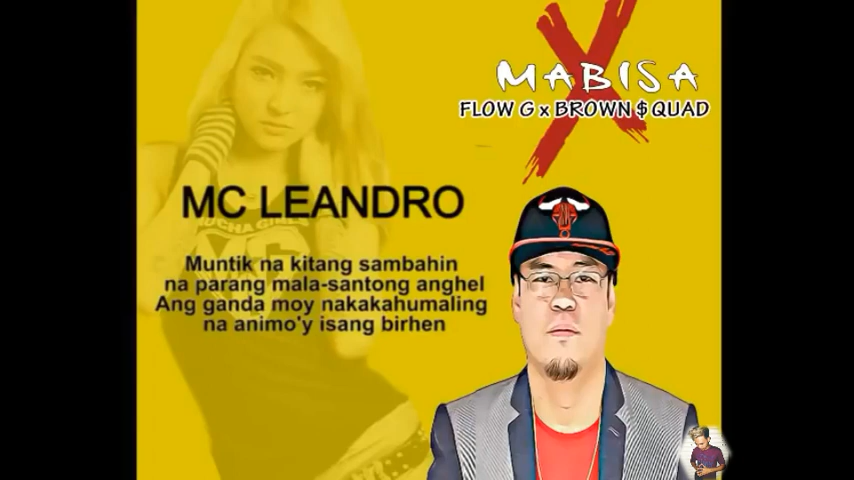 MABISA
FLOW G x BROWN $QUAD
MC LEANDRO
Muntik na kitang sambahin
na parang mala-santong anghel
Ang ganda moy nakakahumaling
na animo'y isang birhen